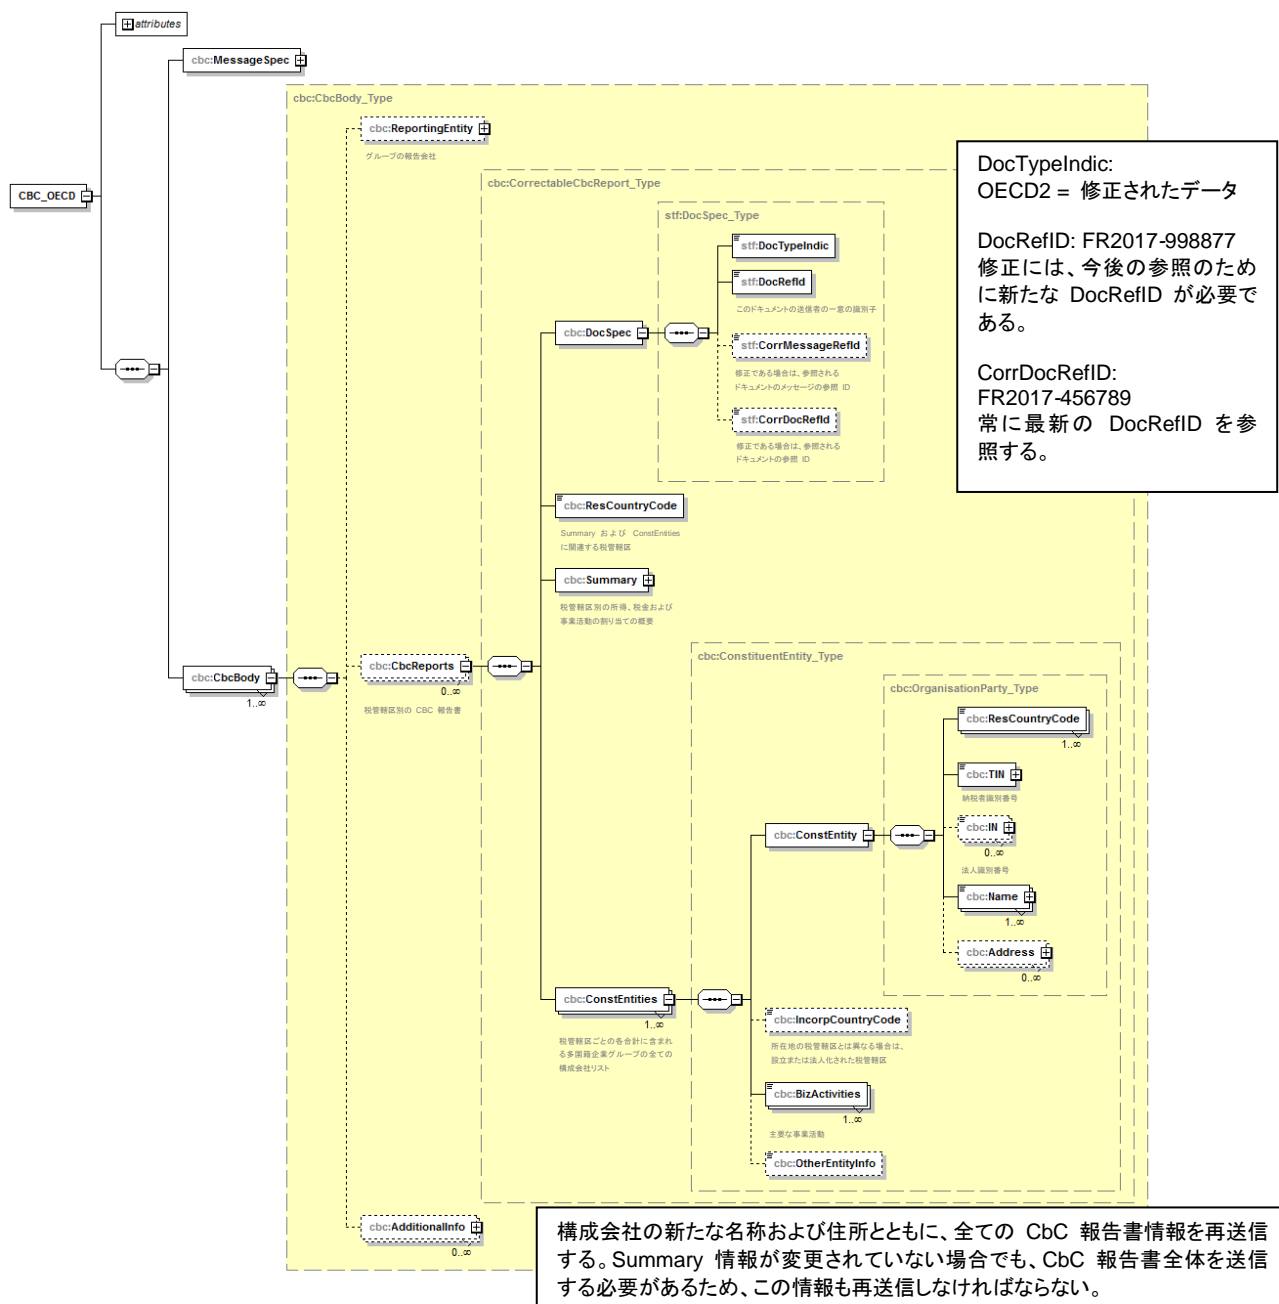 attributes
cbc:MessageSpec
cbc:CbcBody_Type
cbc:ReportingEntity
グループの報告会社
CBC_OECD
cbc:CorrectableCbcReport_Type
stf:DocSpec_Type
stf:DocTypeIndic
stf:DocRefId
このドキュメントの送信者の一意の識別子
cbc:DocSpec
stf:CorrMessageRefId
修正である場合は、参照される
ドキュメントのメッセージの参照 ID
stf:CorrDocRefId
修正である場合は、参照される
ドキュメントの参照 ID
DocTypeIndic:
OECD2 = 修正されたデータ
DocRefID: FR2017-998877
修正には、今後の参照のため
に新たな DocRefID が必要で
ある。
CorrDocRefID:
FR2017-456789
常に最新の DocRefID を参
照する。
cbc:ResCountryCode
Summary および ConstEntities
に関連する税管轄区
cbc:Summary
税管轄区別の所得、税金および
事業活動の割り当ての概要
cbc:CbcBody
1..∞
cbc:CbcReports
0..∞
税管轄区別の CBC 報告書
cbc:ConstituentEntity_Type
cbc:OrganisationParty_Type
cbc:ResCountryCode
1..∞
cbc:TIN
納税者識別番号
cbc:ConstEntity
cbc:IN
0..∞
法人識別番号
cbc:Name
1..∞
cbc:Address
0..∞
cbc:ConstEntities
1..∞
税管轄区ごとの各合計に含まれ
る多国籍企業グループの全ての
構成会社リスト
cbc:IncorpCountryCode
所在地の税管轄区とは異なる場合は、
設立または法人化された税管轄区
cbc:BizActivities
1..∞
主要な事業活動
cbc:OtherEntityInfo
cbc:AdditionalInfo
0..∞
構成会社の新たな名称および住所とともに、全ての CbC 報告書情報を再送信
する。Summary 情報が変更されていない場合でも、CbC 報告書全体を送信
する必要があるため、この情報も再送信しなければならない。